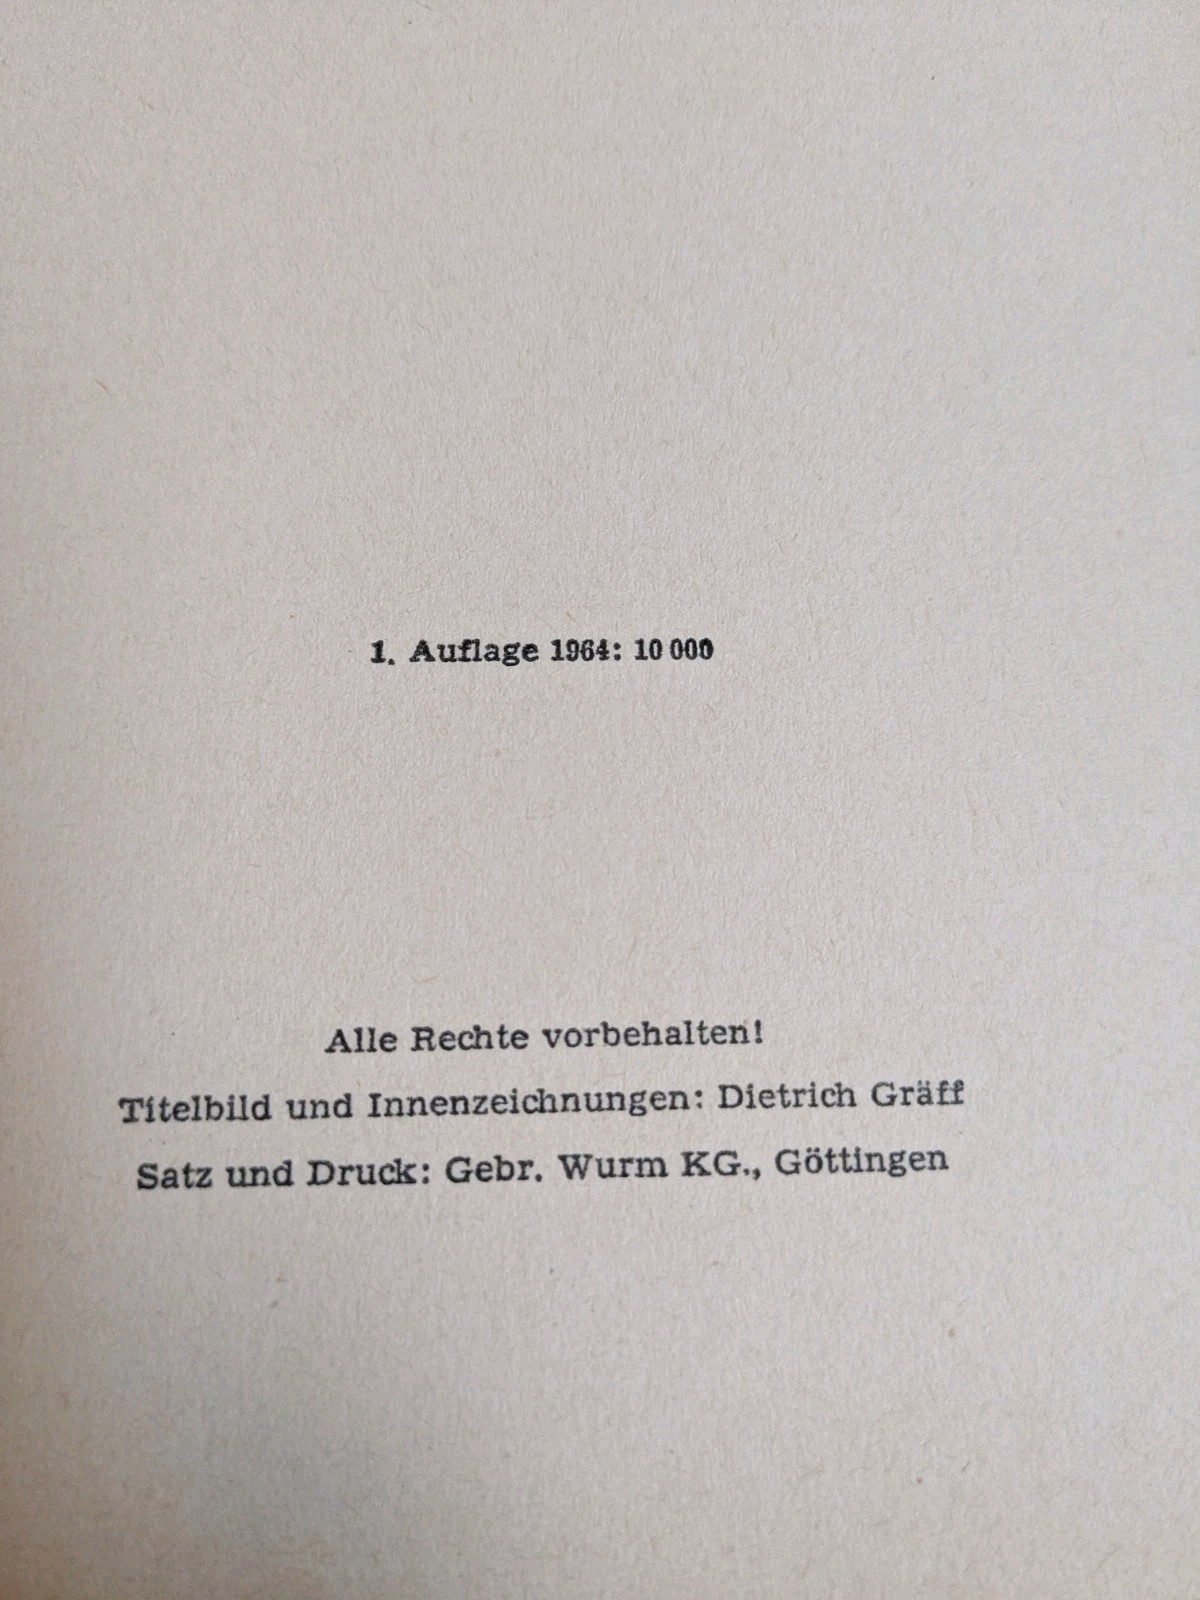 1. Auflage 1964: 10 000
Alle Rechte vorbehalten!
Titelbild und Innenzeichnungen: Dietrich Gräff
Satz und Druck: Gebr. Wurm KG., Göttingen